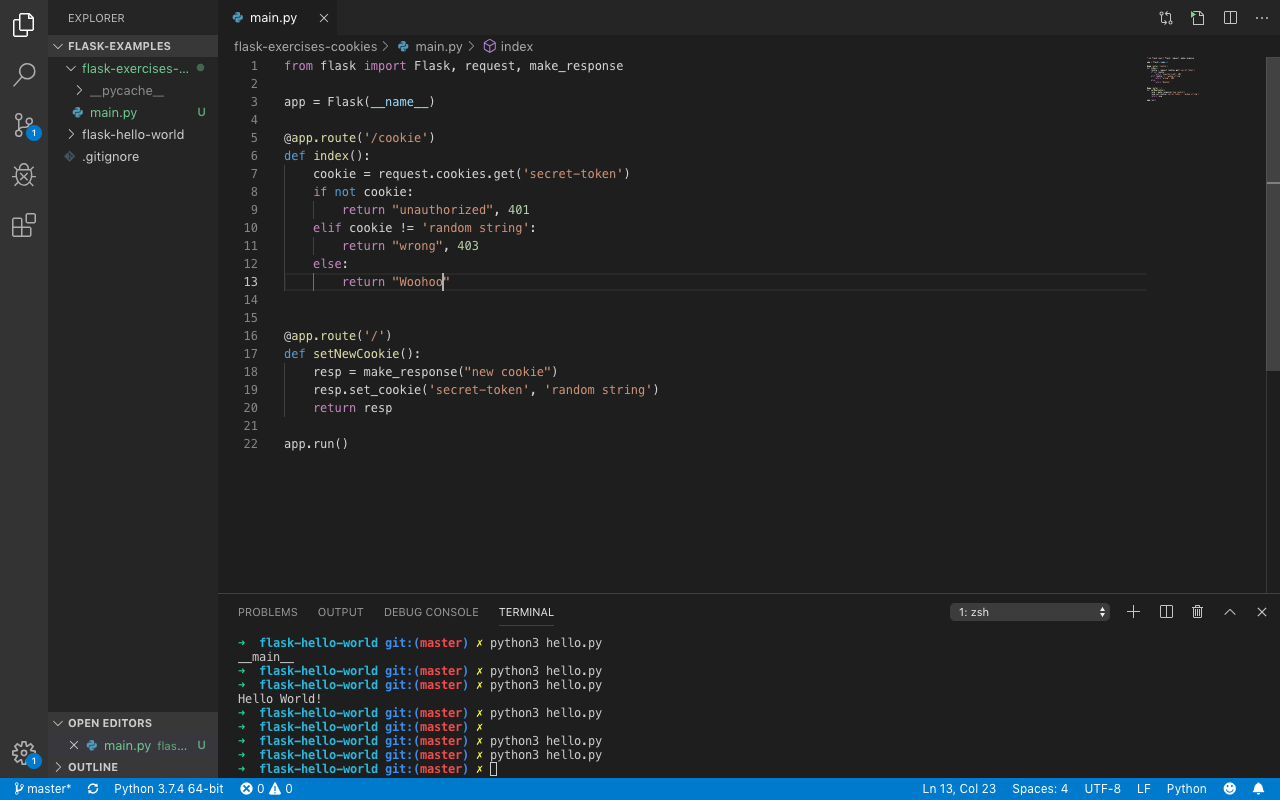 EXPLORER
FLASK-EXAMPLES
flask-exercises-...
__pycache__
main.py U
flask-hello-world
.gitignore
OPEN EDITORS
main.py flas... U
OUTLINE
1
1
main.py
flask-exercises-cookies > main.py > index
1 from flask import Flask, request, make_response
2
3 app = Flask(__name__)
4
5 @app.route('/cookie')
6 def index():
7 cookie = request.cookies.get('secret-token')
8 if not cookie:
9 return "unauthorized", 401
10 elif cookie != 'random string':
11 return "wrong", 403
12 else:
13 return "Woohoo"
14
15
16 @app.route('/')
17 def setNewCookie():
18 resp = make_response("new cookie")
19 resp.set_cookie('secret-token', 'random string')
20 return resp
21
22 app.run()
PROBLEMS OUTPUT DEBUG CONSOLE TERMINAL 1: zsh
➜ flask-hello-world git:(master) ✗ python3 hello.py
__main__
➜ flask-hello-world git:(master) ✗ python3 hello.py
➜ flask-hello-world git:(master) ✗ python3 hello.py
Hello World!
➜ flask-hello-world git:(master) ✗ python3 hello.py
➜ flask-hello-world git:(master) ✗
➜ flask-hello-world git:(master) ✗ python3 hello.py
➜ flask-hello-world git:(master) ✗ python3 hello.py
➜ flask-hello-world git:(master) ✗
master* Python 3.7.4 64-bit 0 0 Ln 13, Col 23 Spaces: 4 UTF-8 LF Python